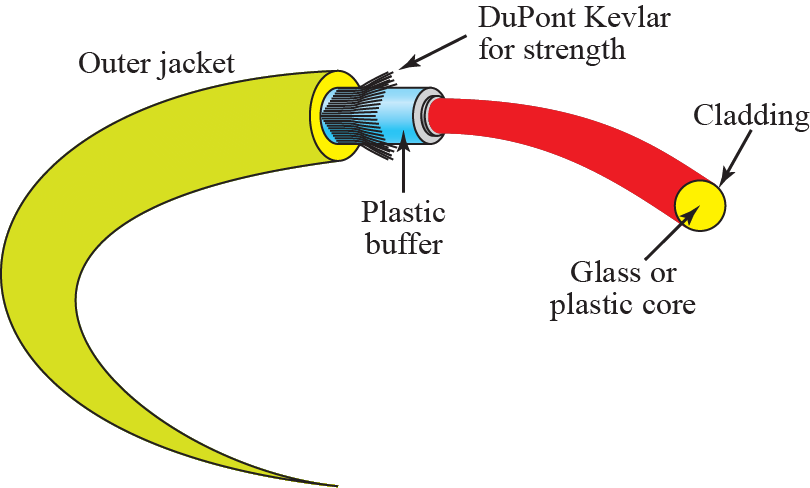 DuPont Kevlar
for strength
Outer jacket
Cladding
Plastic
buffer
Glass or
plastic core